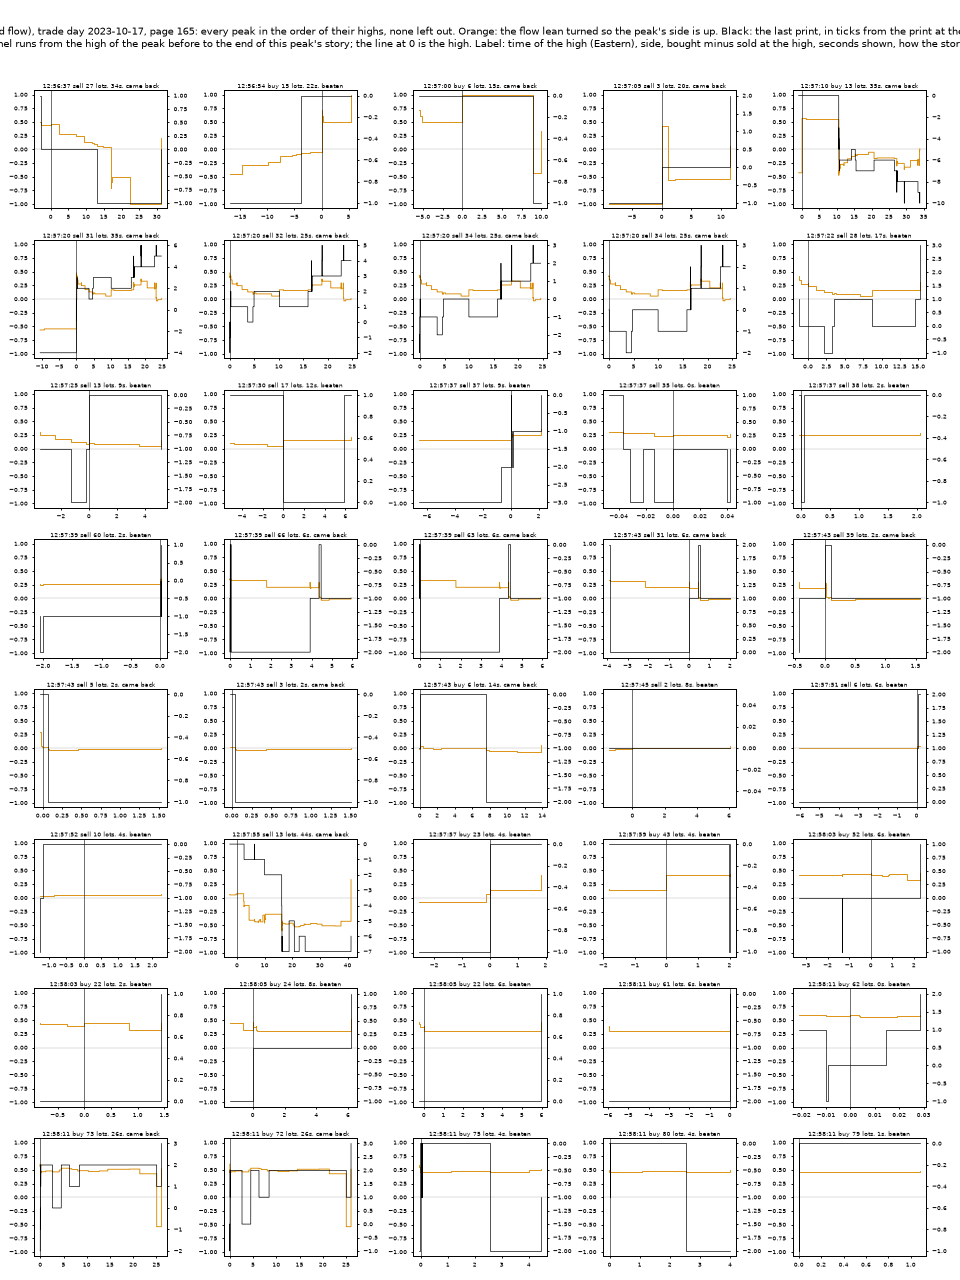 d flow), trade day 2023-10-17, page 165: every peak in the order of their highs, none left out. Orange: the flow lean turned so the peak's side is up. Black: the last print, in ticks from the print at the
nel runs from the high of the peak before to the end of this peak's story; the line at 0 is the high. Label: time of the high (Eastern), side, bought minus sold at the high, seconds shown, how the stor
12:56:37 sell 27 lots. 34s. came back
12:56:54 buy 15 lots. 22s. beaten
12:57:00 buy 6 lots. 15s. came back
12:57:09 sell 3 lots. 20s. came back
12:57:10 buy 13 lots. 35s. came back
12:57:20 sell 31 lots. 35s. came back
12:57:20 sell 32 lots. 25s. came back
12:57:20 sell 34 lots. 25s. came back
12:57:20 sell 34 lots. 25s. came back
12:57:22 sell 28 lots. 17s. beaten
12:57:25 sell 13 lots. 9s. beaten
12:57:30 sell 17 lots. 12s. beaten
12:57:37 sell 37 lots. 9s. beaten
12:57:37 sell 35 lots. 0s. beaten
12:57:37 sell 38 lots. 2s. beaten
12:57:39 sell 60 lots. 2s. beaten
12:57:39 sell 66 lots. 6s. came back
12:57:39 sell 63 lots. 6s. came back
12:57:43 sell 31 lots. 6s. came back
12:57:43 sell 39 lots. 2s. came back
12:57:43 sell 5 lots. 2s. came back
12:57:43 sell 3 lots. 2s. came back
12:57:43 buy 6 lots. 14s. came back
12:57:45 sell 2 lots. 8s. beaten
12:57:51 sell 6 lots. 6s. beaten
12:57:52 sell 10 lots. 4s. beaten
12:57:55 sell 13 lots. 44s. came back
12:57:57 buy 23 lots. 4s. beaten
12:57:59 buy 43 lots. 4s. beaten
12:58:03 buy 52 lots. 6s. beaten
12:58:03 buy 22 lots. 2s. beaten
12:58:05 buy 24 lots. 8s. beaten
12:58:05 buy 22 lots. 6s. beaten
12:58:11 buy 61 lots. 6s. beaten
12:58:11 buy 62 lots. 0s. beaten
12:58:11 buy 73 lots. 26s. came back
12:58:11 buy 72 lots. 26s. came back
12:58:11 buy 75 lots. 4s. beaten
12:58:11 buy 80 lots. 4s. beaten
12:58:11 buy 79 lots. 1s. beaten